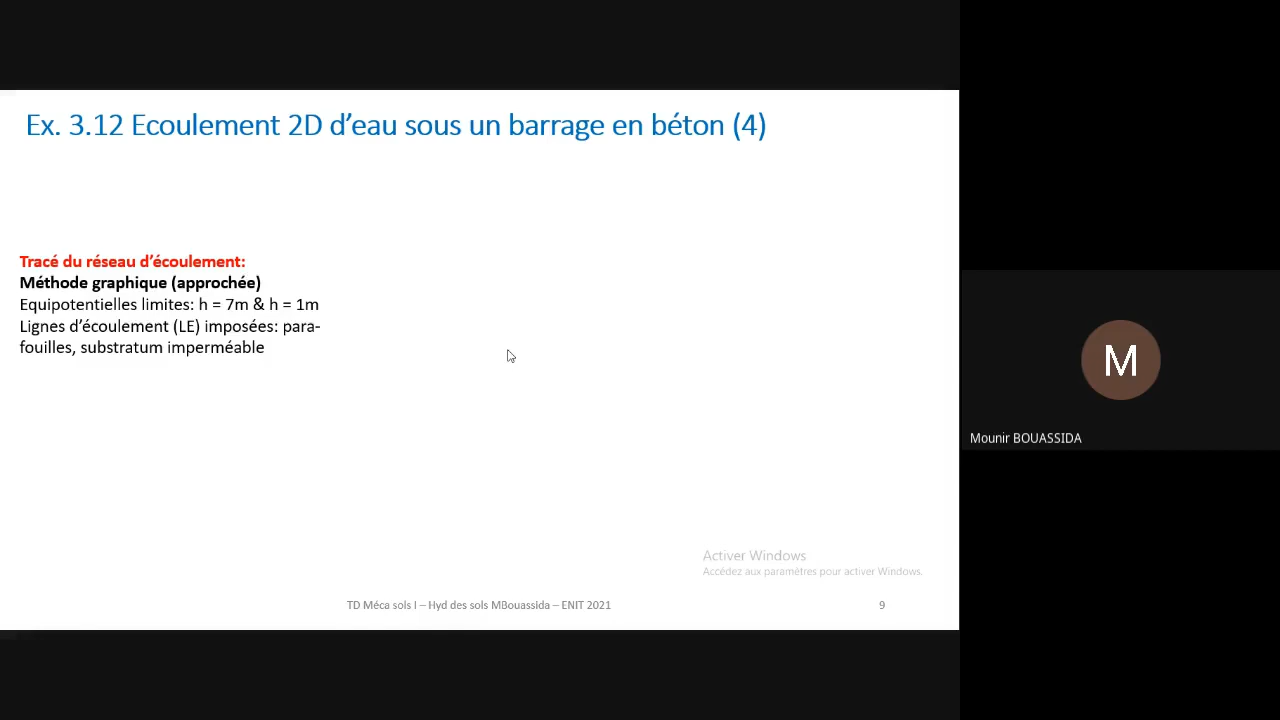 Ex. 3.12 Ecoulement 2D d’eau sous un barrage en béton (4)
Tracé du réseau d’écoulement:
Méthode graphique (approchée)
Equipotentielles limites: h = 7m & h = 1m
Lignes d’écoulement (LE) imposées: para-
fouilles, substratum imperméable
M
Mounir BOUASSIDA
Activer Windows
Accédez aux paramètres pour activer Windows.
TD Méca sols I – Hyd des sols MBouassida – ENIT 2021
9